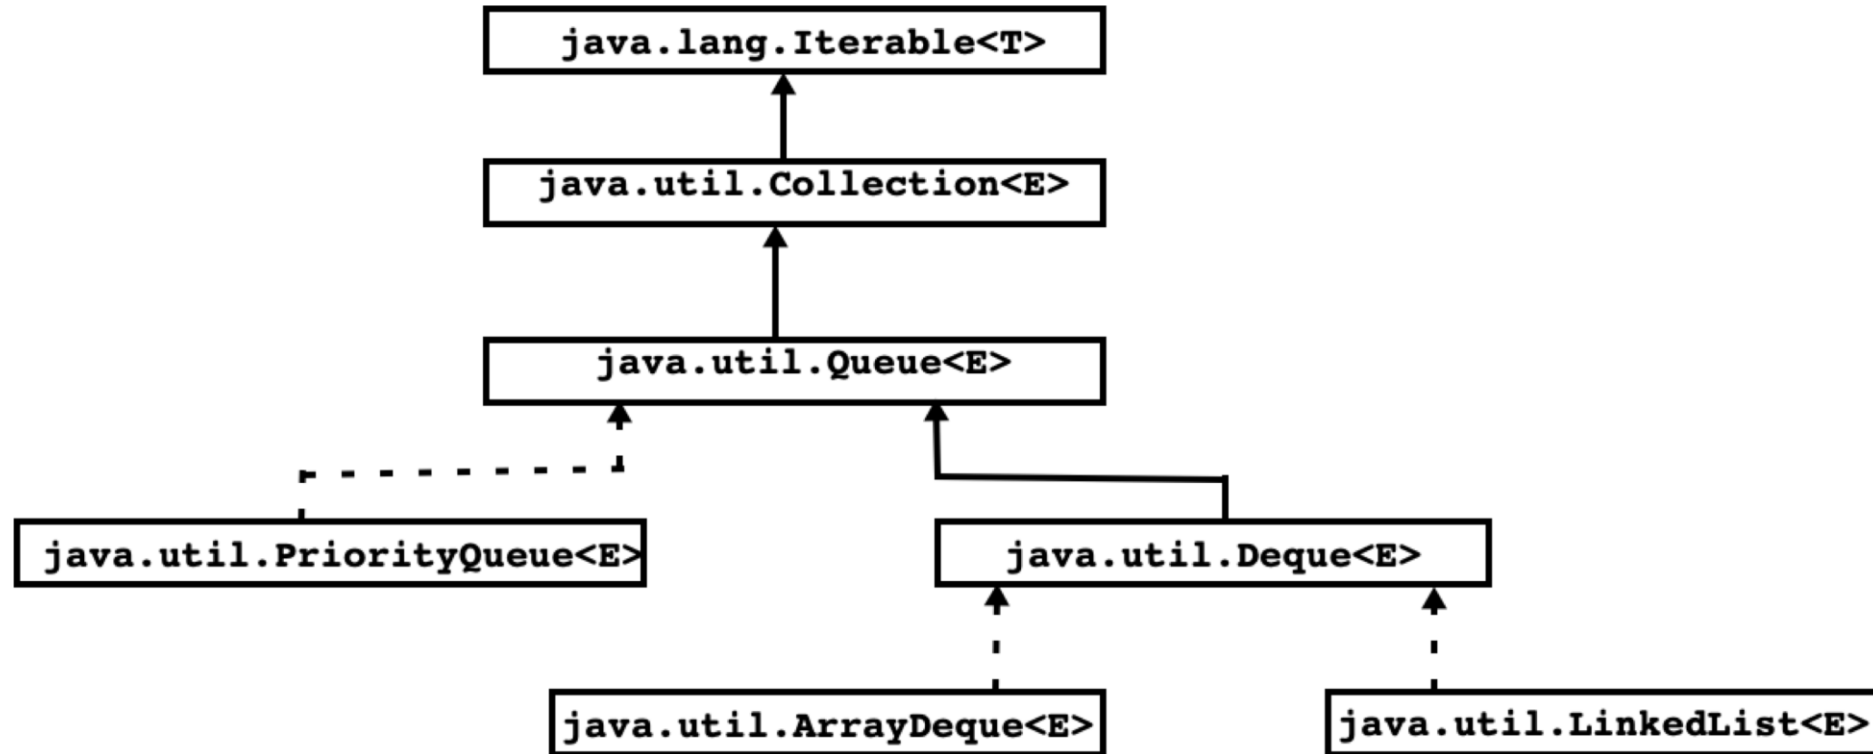 java.lang.Iterable<T>
java.util.Collection<E>
java.util.Queue<E>
java.util.PriorityQueue<E>
java.util.Deque<E>
java.util.ArrayDeque<E>
java.util.LinkedList<E>